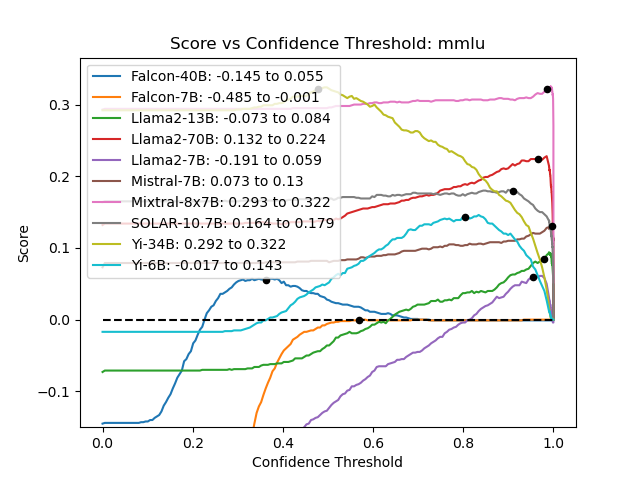 Score vs Confidence Threshold: mmlu
Falcon-40B: -0.145 to 0.055
Falcon-7B: -0.485 to -0.001
Llama2-13B: -0.073 to 0.084
Llama2-70B: 0.132 to 0.224
Llama2-7B: -0.191 to 0.059
Mistral-7B: 0.073 to 0.13
Mixtral-8x7B: 0.293 to 0.322
SOLAR-10.7B: 0.164 to 0.179
Yi-34B: 0.292 to 0.322
Yi-6B: -0.017 to 0.143
Score
0.3
0.2
0.1
0.0
−0.1
0.0 0.2 0.4 0.6 0.8 1.0
Confidence Threshold